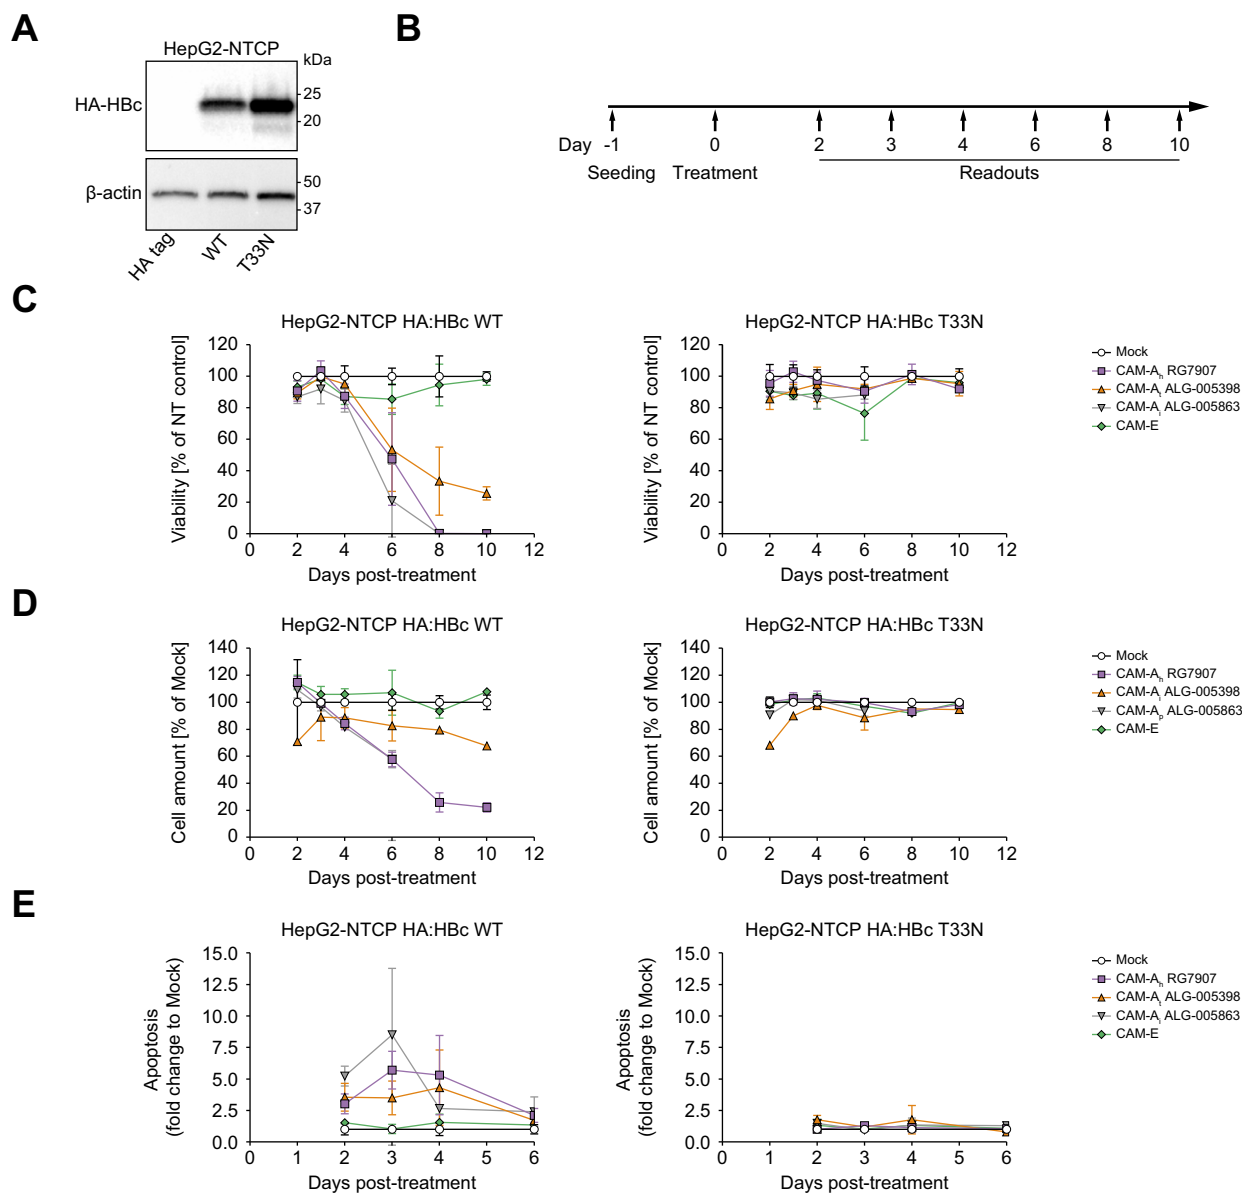 A
HepG2-NTCP
kDa
HA-HBc
25
20
β-actin
50
37
HA tag
WT
T33N
B
Day -1 0 2 3 4 6 8 10
Seeding Treatment Readouts
C
HepG2-NTCP HA:HBc WT
Viability [% of NT control]
120
100
80
60
40
20
0
0 2 4 6 8 10 12
Days post-treatment
HepG2-NTCP HA:HBc T33N
Viability [% of NT control]
120
100
80
60
40
20
0
0 2 4 6 8 10 12
Days post-treatment
Mock
CAM-Ah RG7907
CAM-At ALG-005398
CAM-Ai ALG-005863
CAM-E
D
HepG2-NTCP HA:HBc WT
Cell amount [% of Mock]
140
120
100
80
60
40
20
0
0 2 4 6 8 10 12
Days post-treatment
HepG2-NTCP HA:HBc T33N
Cell amount [% of Mock]
140
120
100
80
60
40
20
0
0 2 4 6 8 10 12
Days post-treatment
Mock
CAM-Ah RG7907
CAM-Ai ALG-005398
CAM-Ap ALG-005863
CAM-E
E
HepG2-NTCP HA:HBc WT
Apoptosis
(fold change to Mock)
15.0
12.5
10.0
7.5
5.0
2.5
0.0
0 1 2 3 4 5 6
Days post-treatment
HepG2-NTCP HA:HBc T33N
Apoptosis
(fold change to Mock)
15.0
12.5
10.0
7.5
5.0
2.5
0.0
0 1 2 3 4 5 6
Days post-treatment
Mock
CAM-Ah RG7907
CAM-At ALG-005398
CAM-Ai ALG-005863
CAM-E